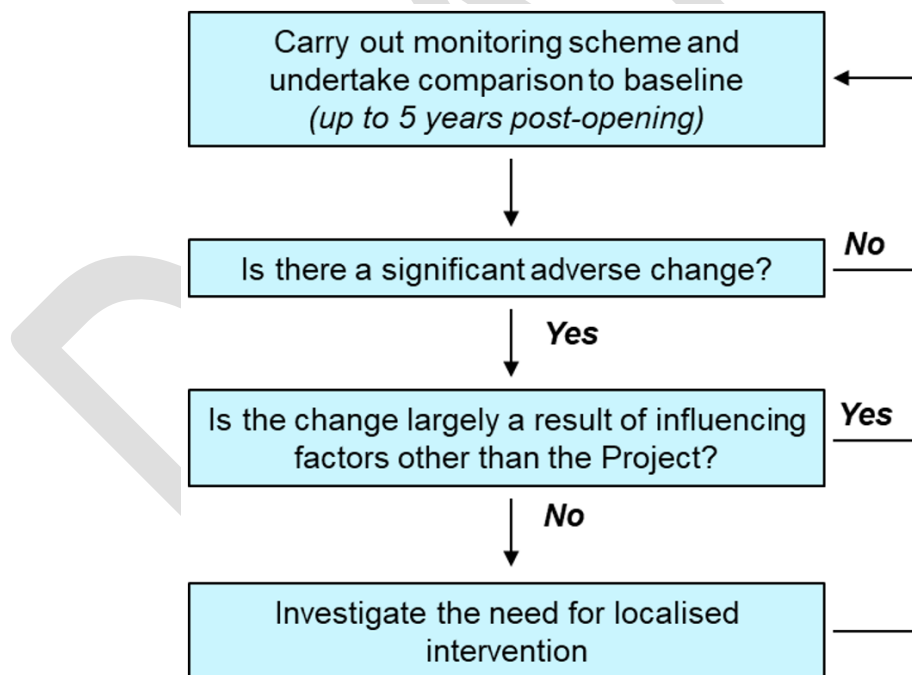 Carry out monitoring scheme and
undertake comparison to baseline
(up to 5 years post-opening)
Is there a significant adverse change?
No
Yes
Is the change largely a result of influencing
factors other than the Project?
Yes
No
Investigate the need for localised
intervention